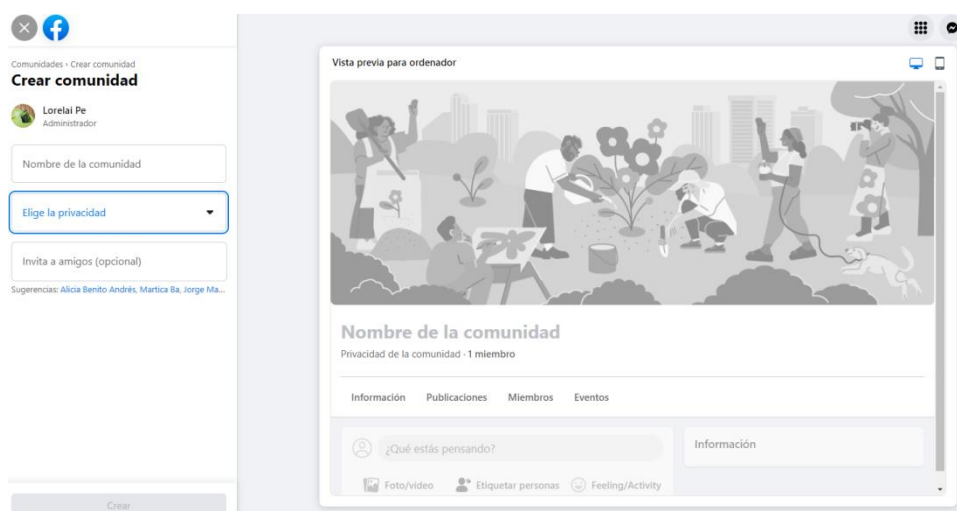 Comunidades › Crear comunidad
Crear comunidad
Lorelai Pe
Administrador
Nombre de la comunidad
Elige la privacidad
Invita a amigos (opcional)
Sugerencias: Alicia Benito Andrés, Martica Ba, Jorge Ma...
Crear
Vista previa para ordenador
Nombre de la comunidad
Privacidad de la comunidad · 1 miembro
Información Publicaciones Miembros Eventos
¿Qué estás pensando?
Foto/video Etiquetar personas Feeling/Activity
Información